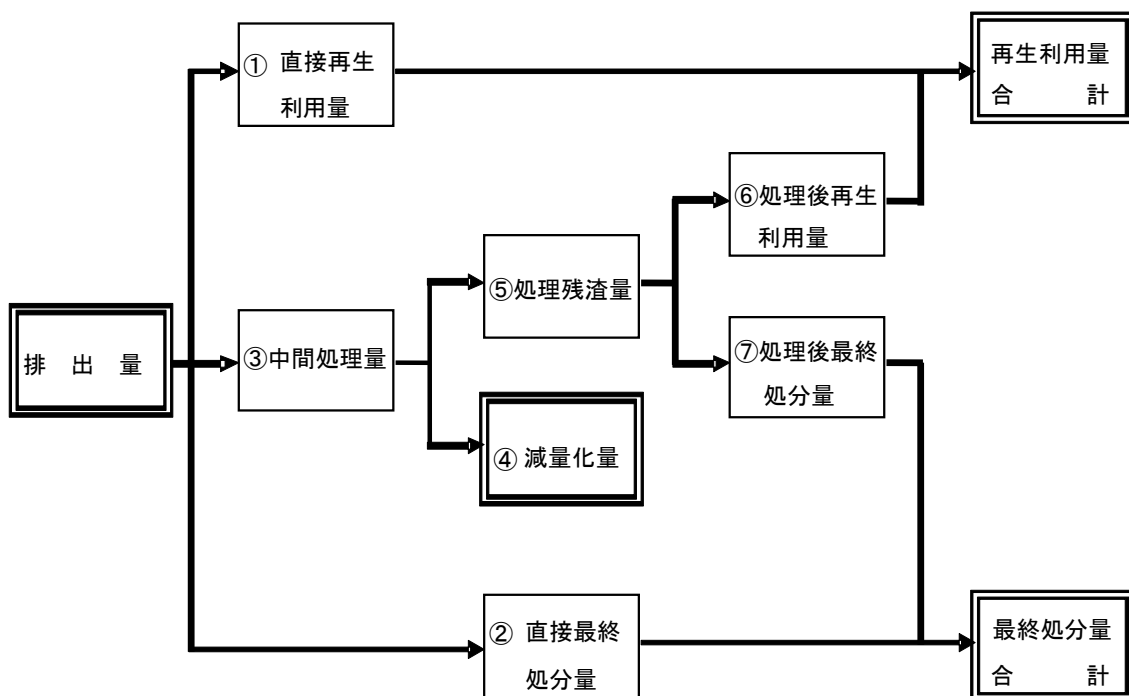 ① 直接再生
利用量
再生利用量
合 計
⑥処理後再生
利用量
⑤処理残渣量
排 出 量
③中間処理量
⑦処理後最終
処分量
④ 減量化量
② 直接最終
処分量
最終処分量
合 計